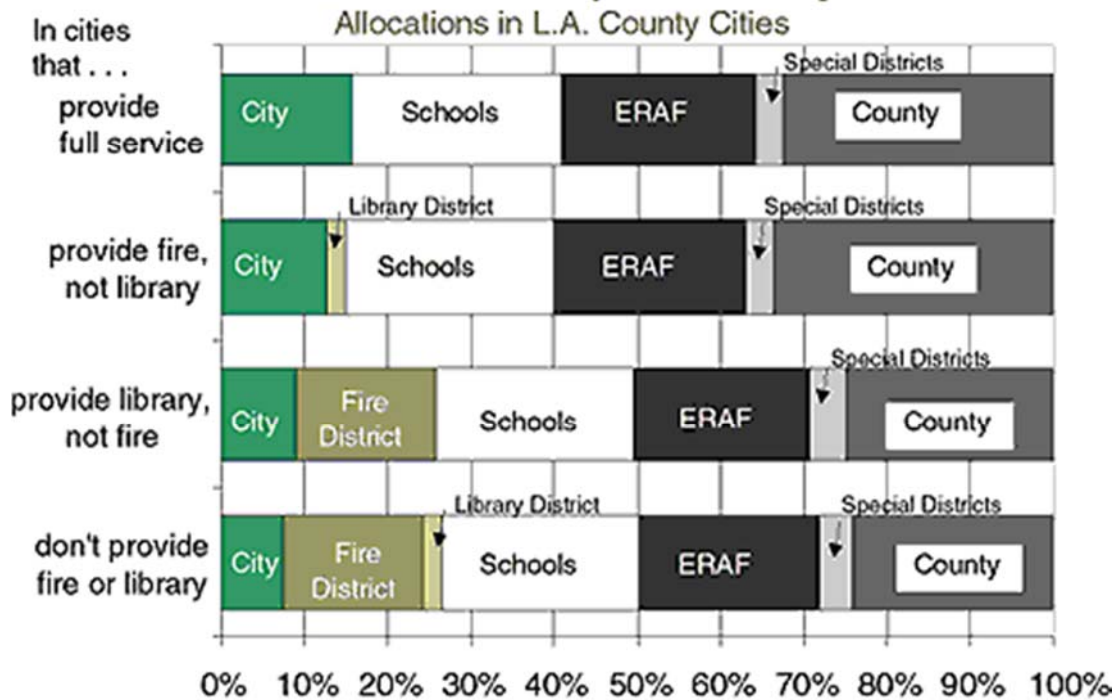 Allocations in L.A. County Cities
In cities
that . . .
provide
full service
City
Schools
ERAF
Special Districts
County
provide fire,
not library
City
Library District
Schools
ERAF
Special Districts
County
provide library,
not fire
City
Fire
District
Schools
ERAF
Special Districts
County
don't provide
fire or library
City
Fire
District
Library District
Schools
ERAF
Special Districts
County
0% 10% 20% 30% 40% 50% 60% 70% 80% 90% 100%